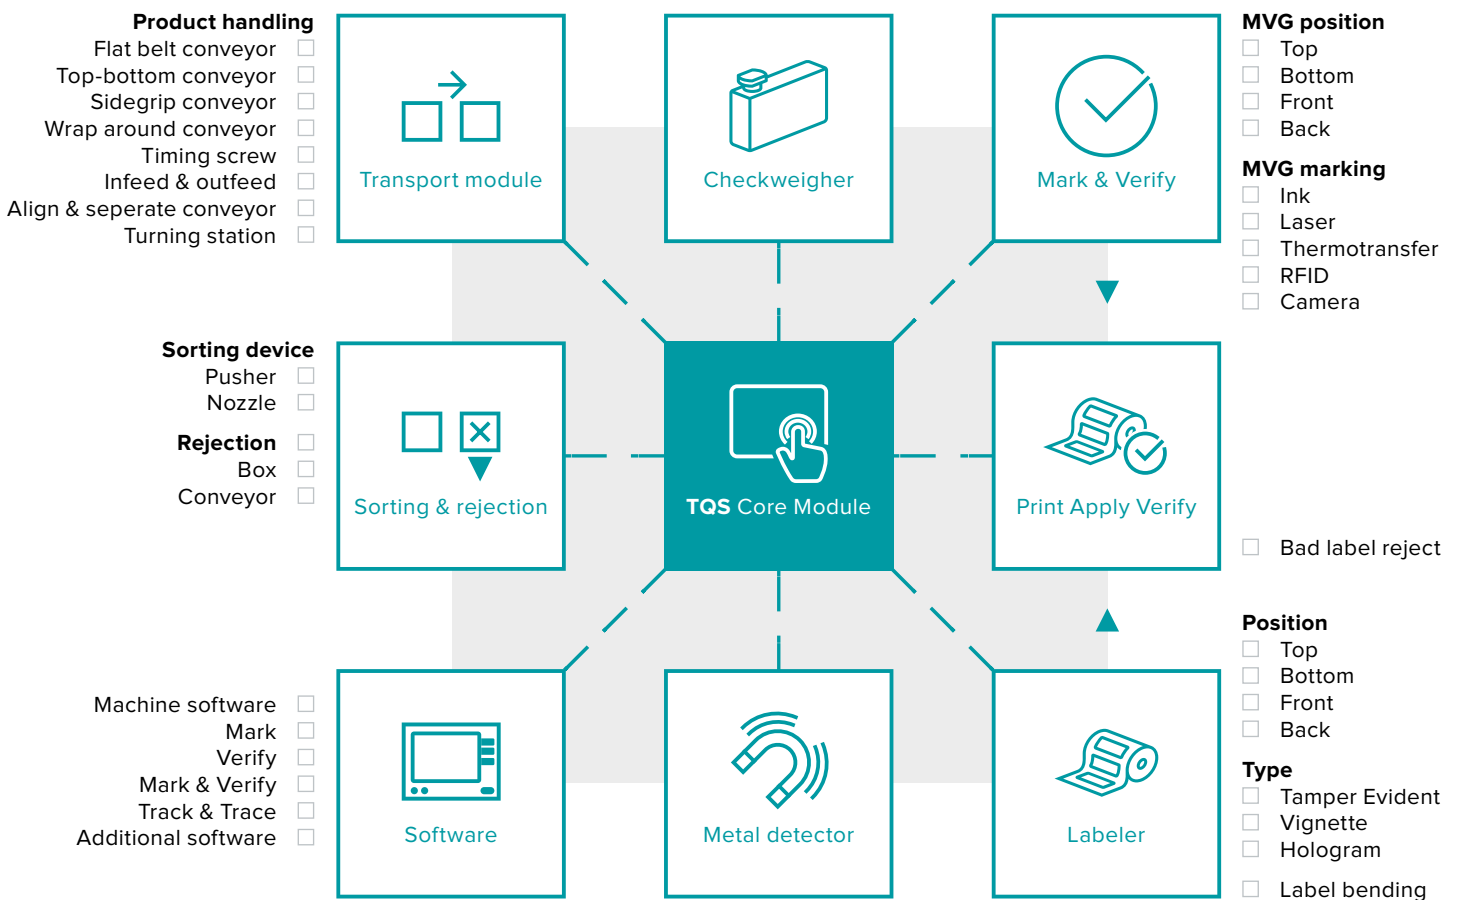 Product handling
Flat belt conveyor
Top-bottom conveyor
Sidegrip conveyor
Wrap around conveyor
Timing screw
Infeed & outfeed
Align & seperate conveyor
Turning station
Transport module
Checkweigher
Mark & Verify
MVG position
Top
Bottom
Front
Back
MVG marking
Ink
Laser
Thermotransfer
RFID
Camera
Sorting device
Pusher
Nozzle
Rejection
Box
Conveyor
Sorting & rejection
TQS Core Module
Print Apply Verify
Bad label reject
Machine software
Mark
Verify
Mark & Verify
Track & Trace
Additional software
Software
Metal detector
Labeler
Position
Top
Bottom
Front
Back
Type
Tamper Evident
Vignette
Hologram
Label bending